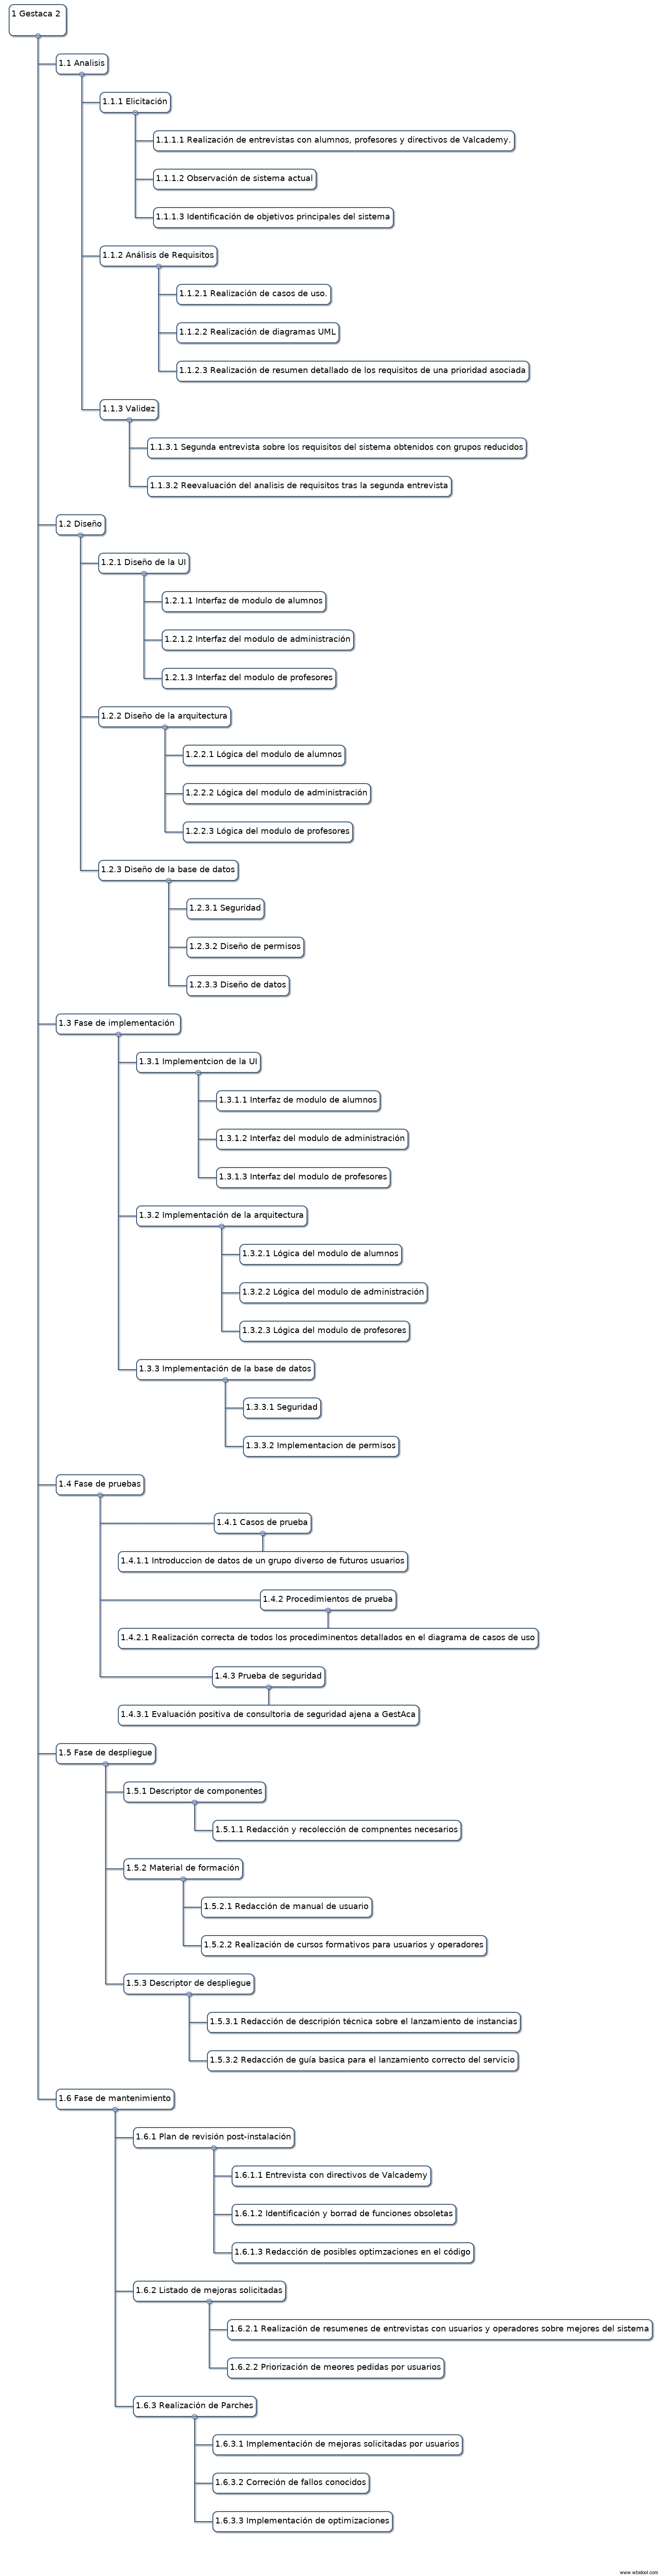 1 Gestaca 2
1.1 Analisis
1.1.1 Elicitación
1.1.1.1 Realización de entrevistas con alumnos, profesores y directivos de Valcademy.
1.1.1.2 Observación de sistema actual
1.1.1.3 Identificación de objetivos principales del sistema
1.1.2 Análisis de Requisitos
1.1.2.1 Realización de casos de uso.
1.1.2.2 Realización de diagramas UML
1.1.2.3 Realización de resumen detallado de los requisitos de una prioridad asociada
1.1.3 Validez
1.1.3.1 Segunda entrevista sobre los requisitos del sistema obtenidos con grupos reducidos
1.1.3.2 Reevaluación del analisis de requisitos tras la segunda entrevista
1.2 Diseño
1.2.1 Diseño de la UI
1.2.1.1 Interfaz de modulo de alumnos
1.2.1.2 Interfaz del modulo de administración
1.2.1.3 Interfaz del modulo de profesores
1.2.2 Diseño de la arquitectura
1.2.2.1 Lógica del modulo de alumnos
1.2.2.2 Lógica del modulo de administración
1.2.2.3 Lógica del modulo de profesores
1.2.3 Diseño de la base de datos
1.2.3.1 Seguridad
1.2.3.2 Diseño de permisos
1.2.3.3 Diseño de datos
1.3 Fase de implementación
1.3.1 Implementcion de la UI
1.3.1.1 Interfaz de modulo de alumnos
1.3.1.2 Interfaz del modulo de administración
1.3.1.3 Interfaz del modulo de profesores
1.3.2 Implementación de la arquitectura
1.3.2.1 Lógica del modulo de alumnos
1.3.2.2 Lógica del modulo de administración
1.3.2.3 Lógica del modulo de profesores
1.3.3 Implementación de la base de datos
1.3.3.1 Seguridad
1.3.3.2 Implementacion de permisos
1.4 Fase de pruebas
1.4.1 Casos de prueba
1.4.1.1 Introduccion de datos de un grupo diverso de futuros usuarios
1.4.2 Procedimientos de prueba
1.4.2.1 Realización correcta de todos los procediminentos detallados en el diagrama de casos de uso
1.4.3 Prueba de seguridad
1.4.3.1 Evaluación positiva de consultoria de seguridad ajena a GestAca
1.5 Fase de despliegue
1.5.1 Descriptor de componentes
1.5.1.1 Redacción y recolección de compnentes necesarios
1.5.2 Material de formación
1.5.2.1 Redacción de manual de usuario
1.5.2.2 Realización de cursos formativos para usuarios y operadores
1.5.3 Descriptor de despliegue
1.5.3.1 Redacción de descripión técnica sobre el lanzamiento de instancias
1.5.3.2 Redacción de guía basica para el lanzamiento correcto del servicio
1.6 Fase de mantenimiento
1.6.1 Plan de revisión post-instalación
1.6.1.1 Entrevista con directivos de Valcademy
1.6.1.2 Identificación y borrad de funciones obsoletas
1.6.1.3 Redacción de posibles optimzaciones en el código
1.6.2 Listado de mejoras solicitadas
1.6.2.1 Realización de resumenes de entrevistas con usuarios y operadores sobre mejores del sistema
1.6.2.2 Priorización de meores pedidas por usuarios
1.6.3 Realización de Parches
1.6.3.1 Implementación de mejoras solicitadas por usuarios
1.6.3.2 Correción de fallos conocidos
1.6.3.3 Implementación de optimizaciones
www.wbstool.com